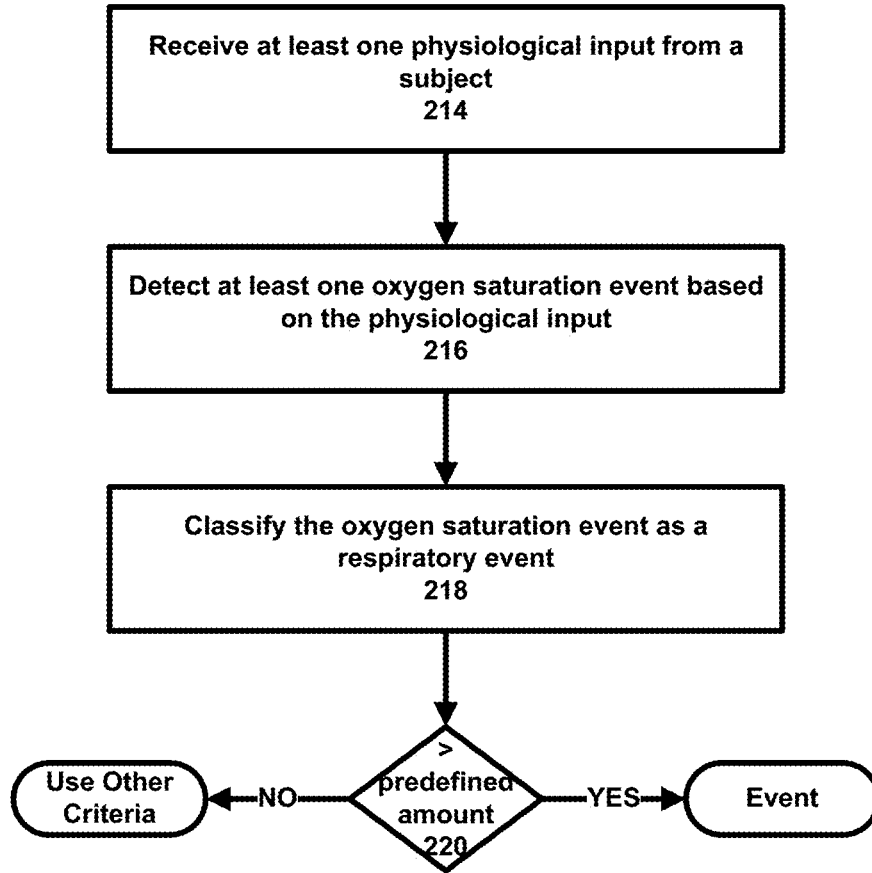 Receive at least one physiological input from a
subject
214
Detect at least one oxygen saturation event based
on the physiological input
216
Classify the oxygen saturation event as a
respiratory event
218
>
predefined
amount
220
NO
Use Other
Criteria
YES
Event